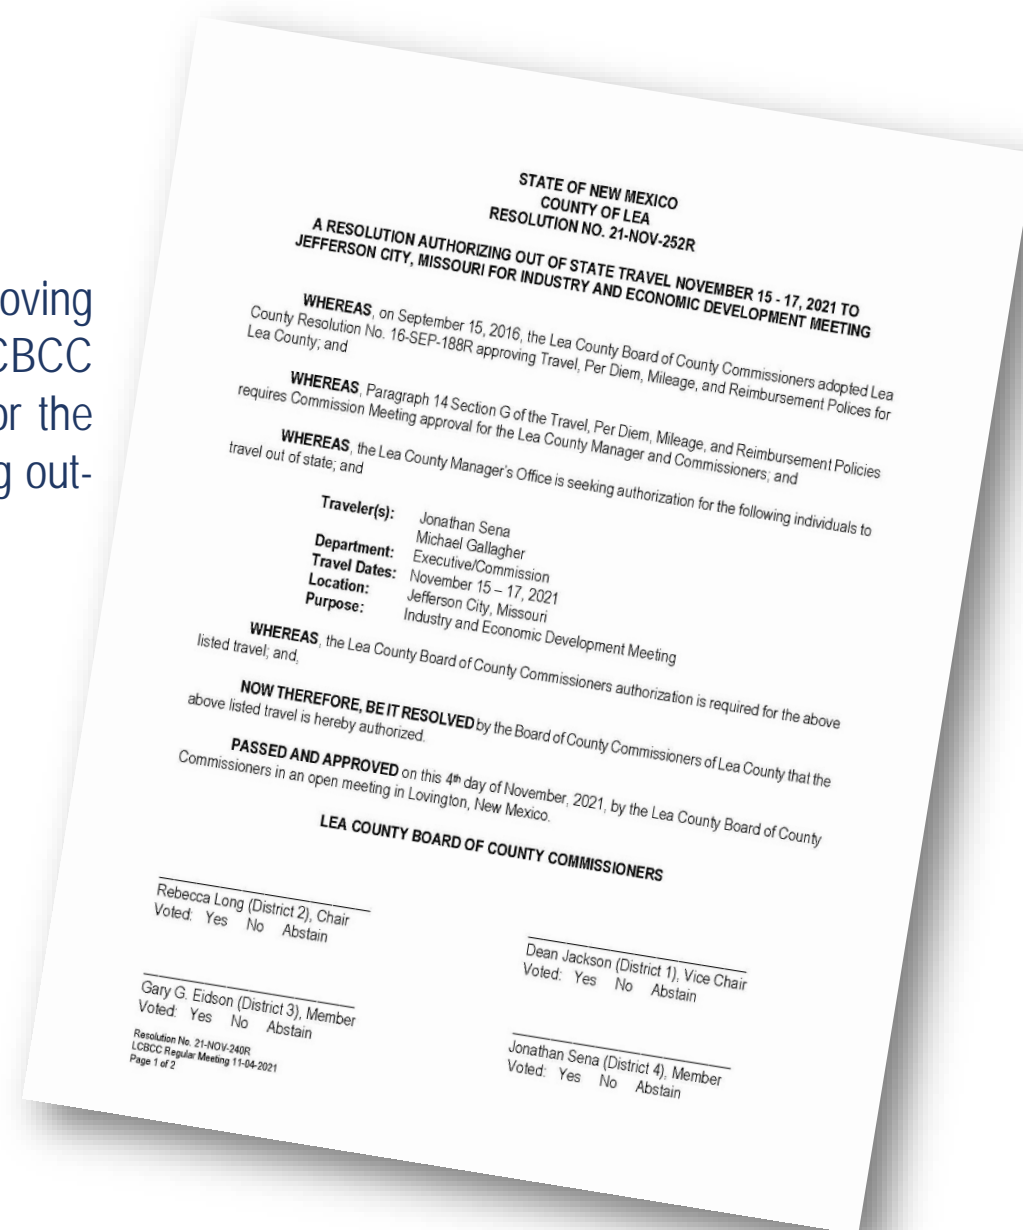 oving
CBCC
or the
g out-
STATE OF NEW MEXICO
COUNTY OF LEA
RESOLUTION NO. 21-NOV-252R
A RESOLUTION AUTHORIZING OUT OF STATE TRAVEL NOVEMBER 15 - 17, 2021 TO
JEFFERSON CITY, MISSOURI FOR INDUSTRY AND ECONOMIC DEVELOPMENT MEETING
WHEREAS, on September 15, 2016, the Lea County Board of County Commissioners adopted Lea
County Resolution No. 16-SEP-188R approving Travel, Per Diem, Mileage, and Reimbursement Polices for
Lea County; and
WHEREAS, Paragraph 14 Section G of the Travel, Per Diem, Mileage, and Reimbursement Policies
requires Commission Meeting approval for the Lea County Manager and Commissioners; and
WHEREAS, the Lea County Manager's Office is seeking authorization for the following individuals to
travel out of state; and
Traveler(s): Jonathan Sena
Michael Gallagher
Department: Executive/Commission
Travel Dates: November 15 – 17, 2021
Location: Jefferson City, Missouri
Purpose: Industry and Economic Development Meeting
WHEREAS, the Lea County Board of County Commissioners authorization is required for the above
listed travel; and,
NOW THEREFORE, BE IT RESOLVED by the Board of County Commissioners of Lea County that the
above listed travel is hereby authorized.
PASSED AND APPROVED on this 4th day of November, 2021, by the Lea County Board of County
Commissioners in an open meeting in Lovington, New Mexico.
LEA COUNTY BOARD OF COUNTY COMMISSIONERS
Rebecca Long (District 2), Chair
Voted: Yes No Abstain
Dean Jackson (District 1), Vice Chair
Voted: Yes No Abstain
Gary G. Eidson (District 3), Member
Voted: Yes No Abstain
Jonathan Sena (District 4), Member
Voted: Yes No Abstain
Resolution No. 21-NOV-240R
LCBCC Regular Meeting 11-04-2021
Page 1 of 2